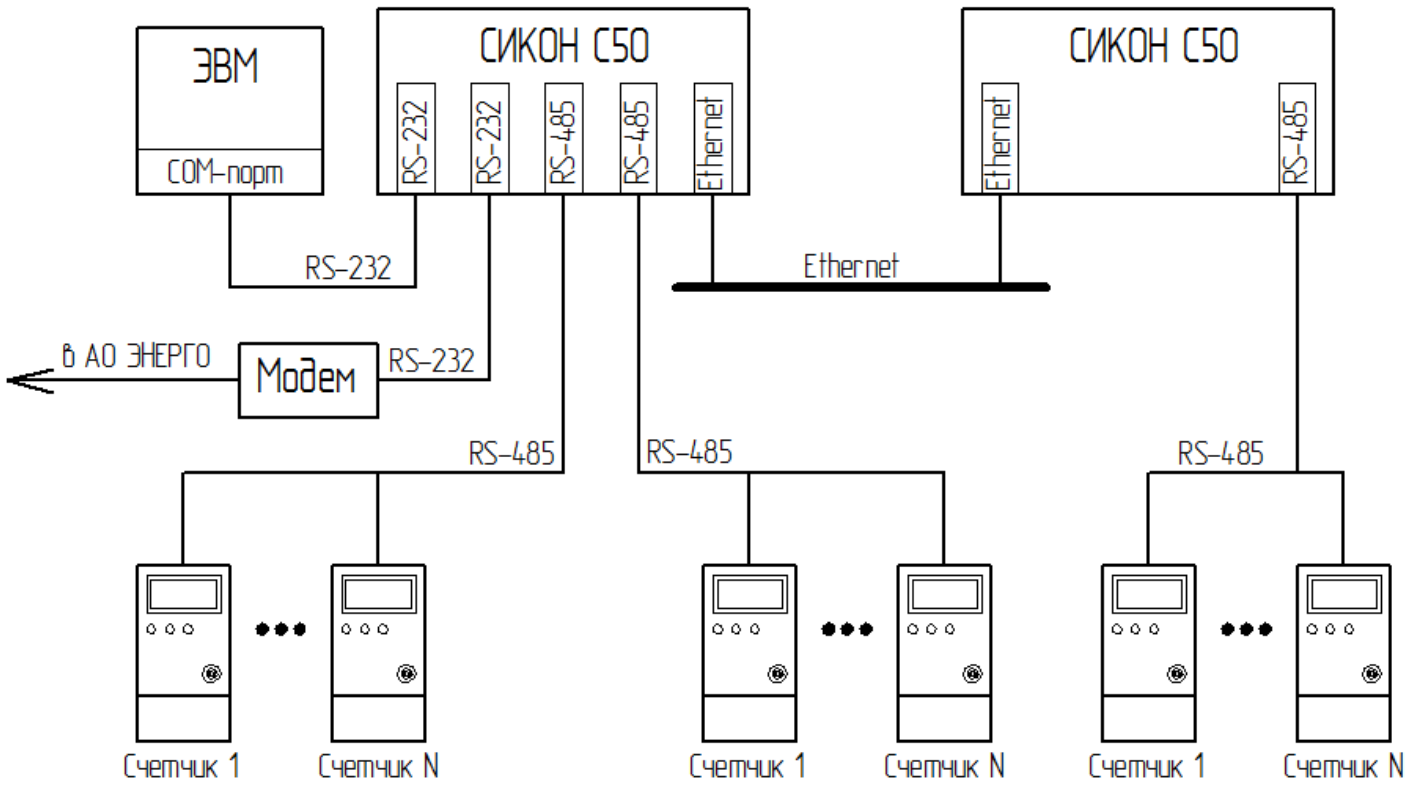 ЭВМ
COM-порт
СИКОН С50
RS-232
RS-232
RS-485
RS-485
Ethernet
СИКОН С50
Ethernet
RS-485
RS-232
Ethernet
в АО ЭНЕРГО
Модем
RS-232
RS-485
RS-485
RS-485
Счетчик 1
Счетчик N
Счетчик 1
Счетчик N
Счетчик 1
Счетчик N